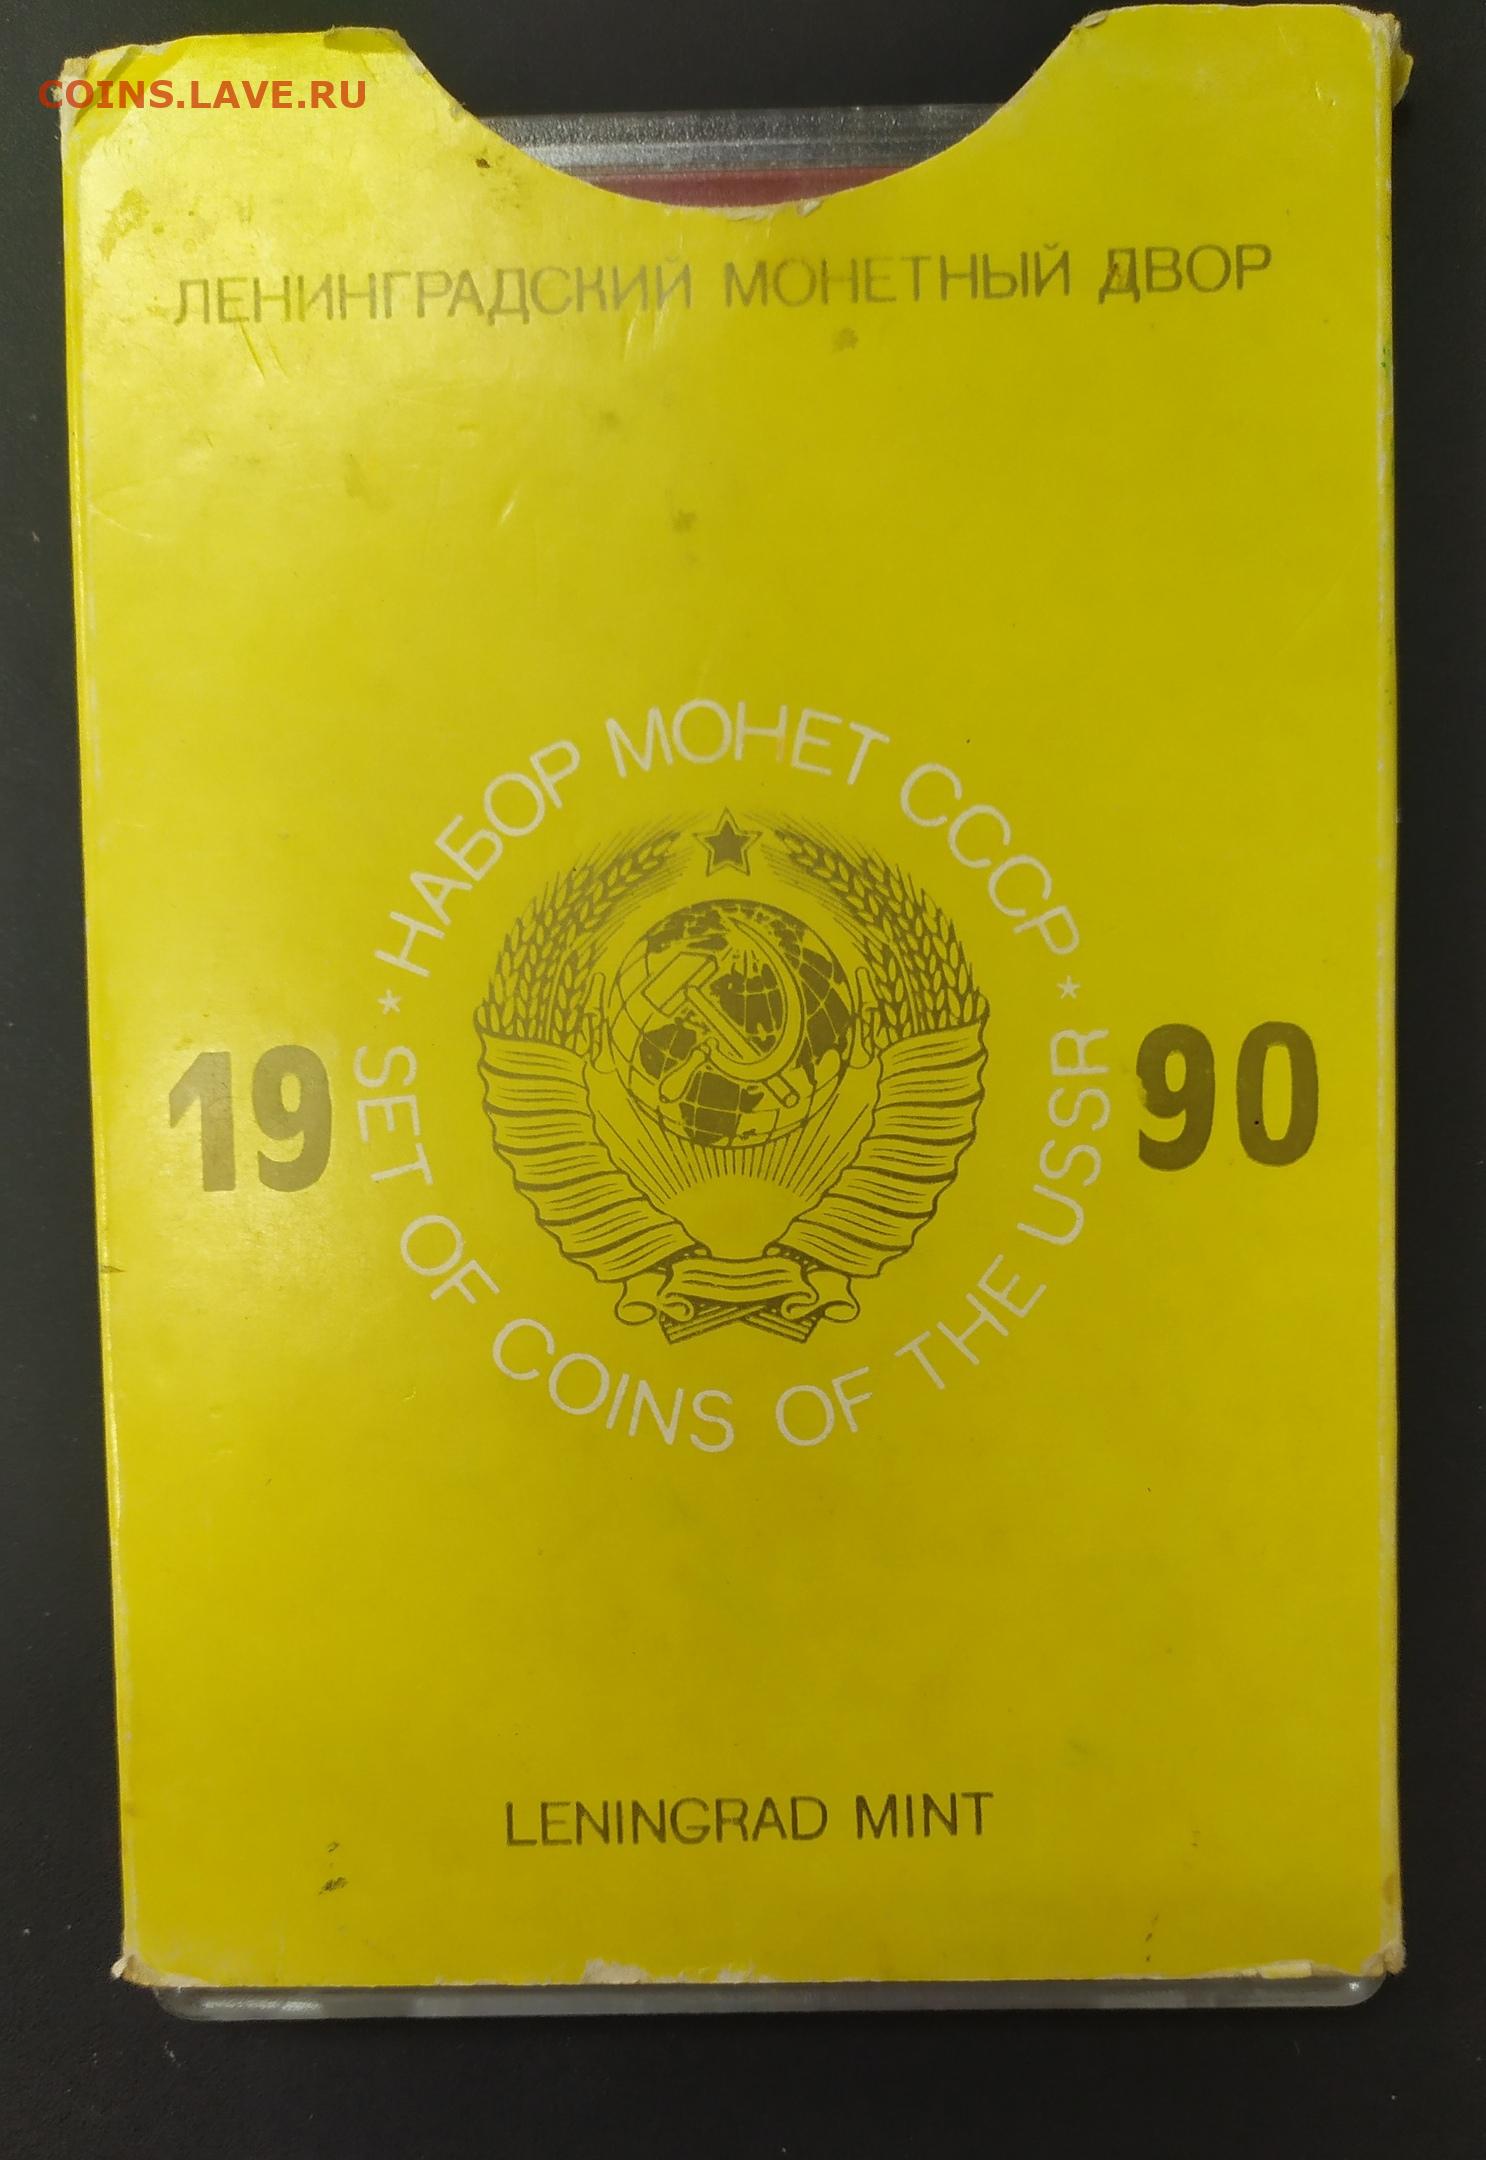 COINS.LAVE.RU
ЛЕНИНГРАДСКИЙ МОНЕТНЫЙ ДВОР
* НАБОР МОНЕТ СССР *
19 90
SET OF COINS OF THE USSR
LENINGRAD MINT